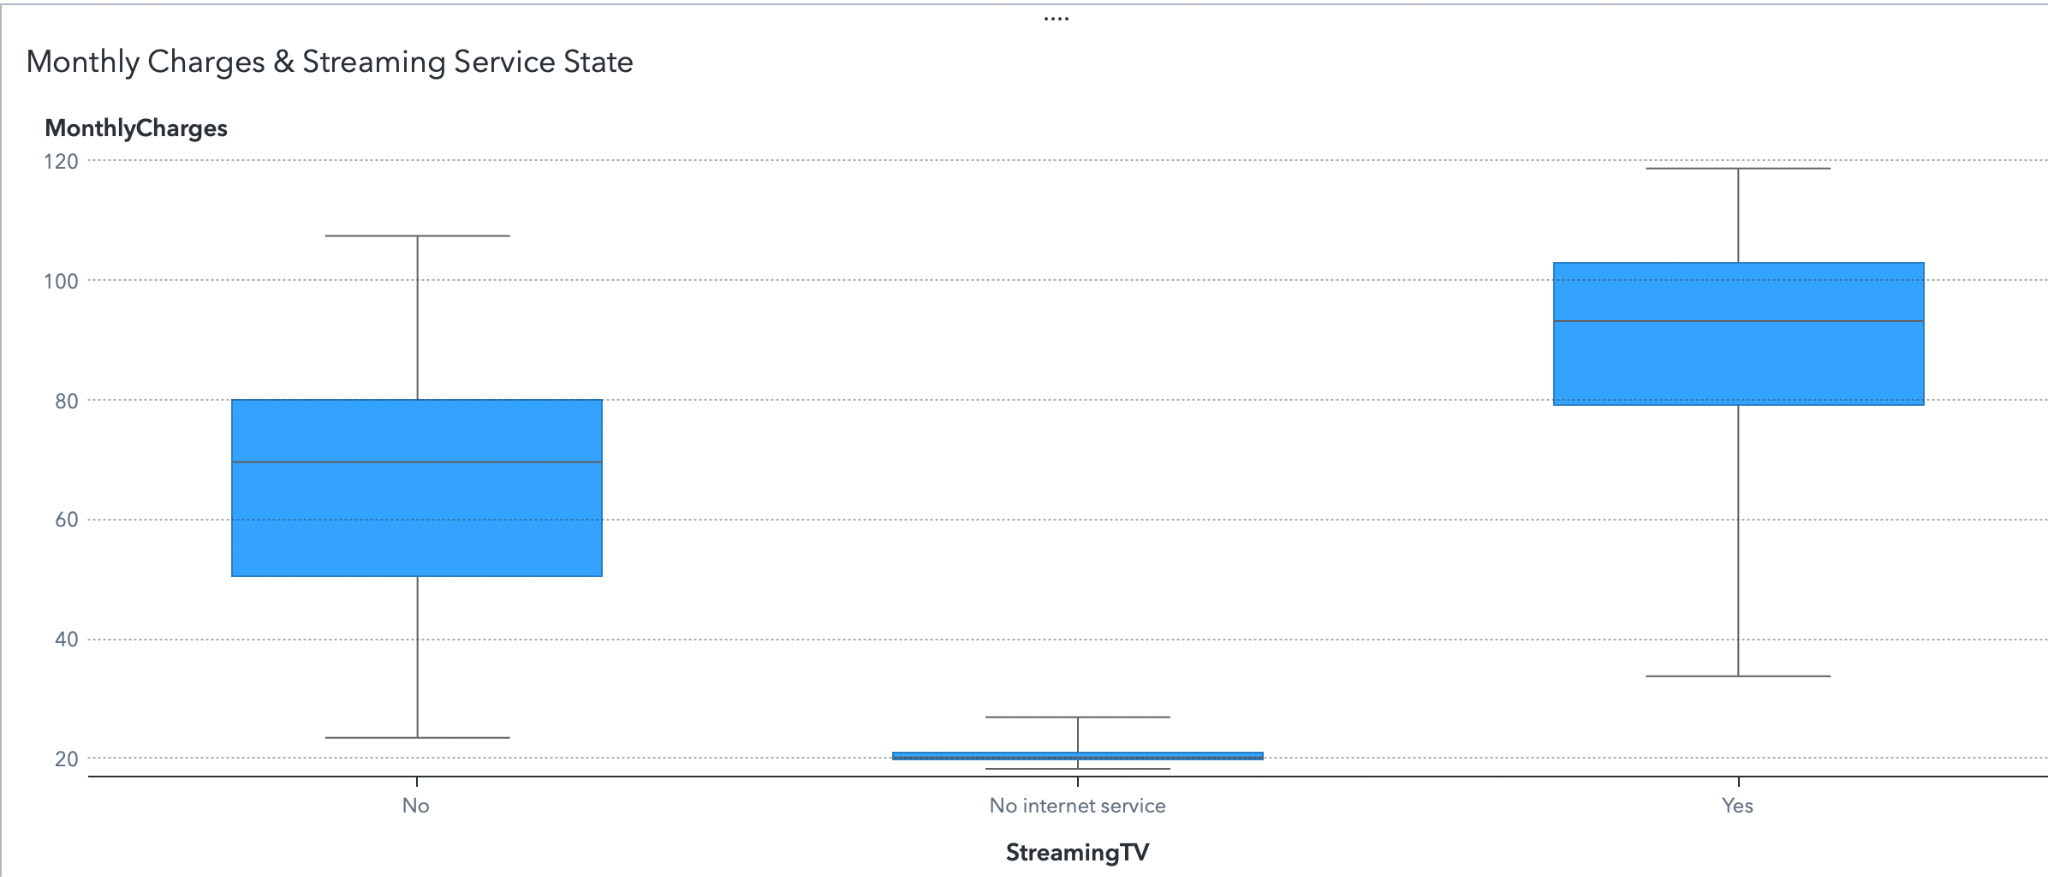 Monthly Charges & Streaming Service State
MonthlyCharges
120
100
80
60
40
20
No
No internet service
Yes
StreamingTV